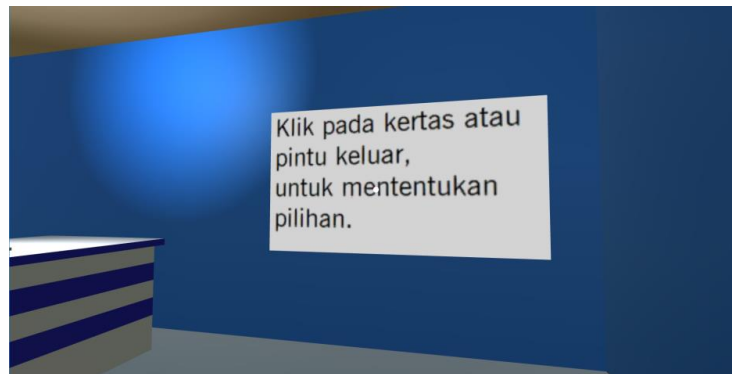 Klik pada kertas atau
pintu keluar,
untuk mententukan
pilihan.